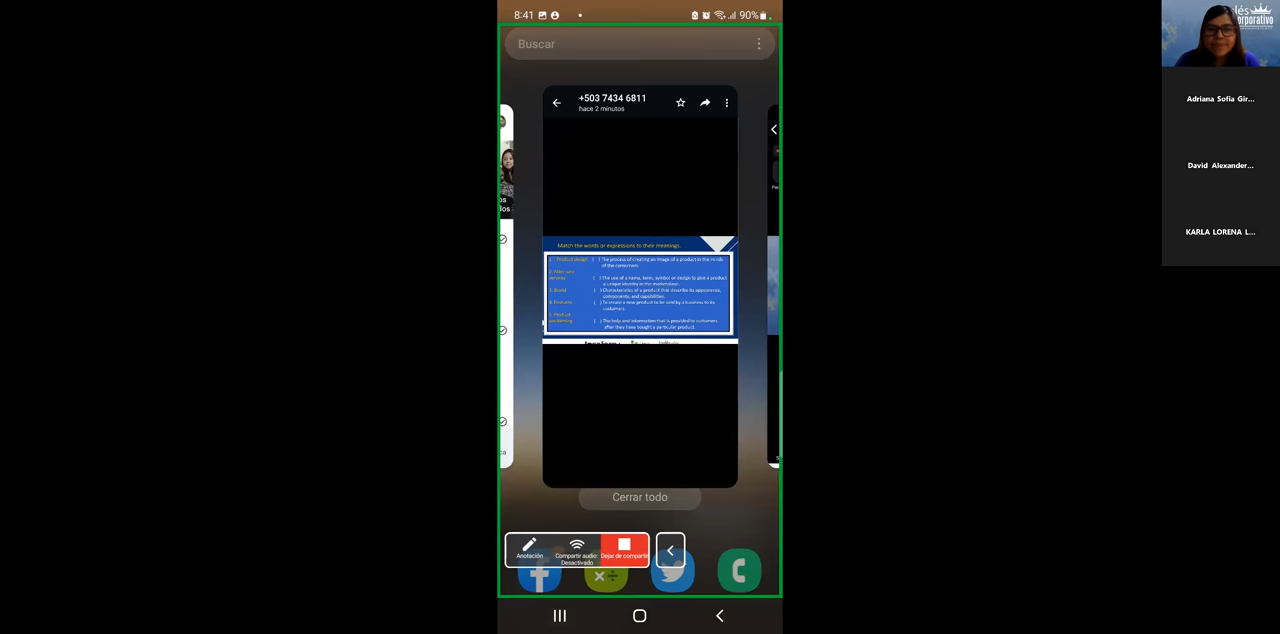 8:41
90%
Buscar
+503 7434 6811
hace 2 minutos
Match the words or expressions to their meanings.
1. Product design ( ) The process of creating an image of a product in the minds
of the consumers.
( ) The use of a name, term, symbol or design to give a product
a unique identity in the marketplace.
3. Brand ( ) Characteristics of a product that describe its appearance,
components, and capabilities.
( ) To create a new product to be sold by a business to its
customers.
5. Product
positioning ( ) The help and information that is provided to customers
after they have bought a particular product.
Cerrar todo
Anotación
Compartir audio:
Desactivado
Dejar de compartir
Adriana Sofia Gir...
David Alexander...
KARLA LORENA L...